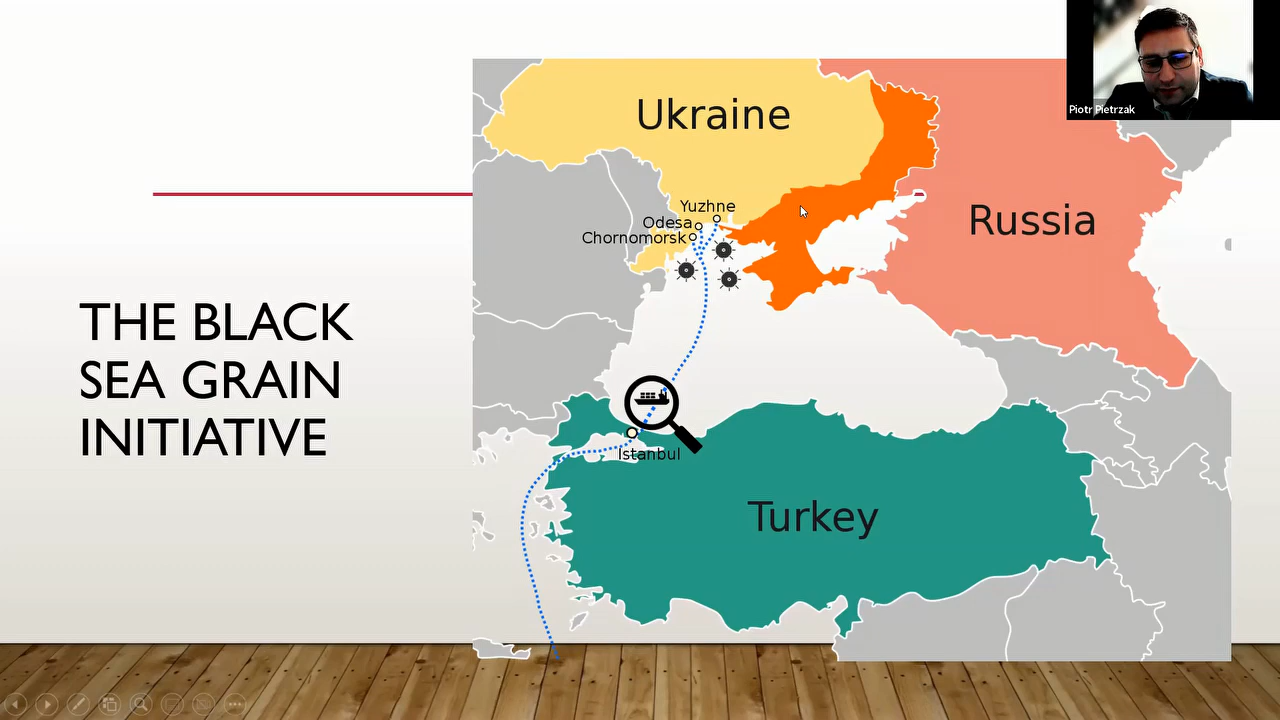 Piotr Pietrzak
Ukraine
Russia
Yuzhne
Odesa
Chornomorsk
THE BLACK
SEA GRAIN
INITIATIVE
Istanbul
Turkey